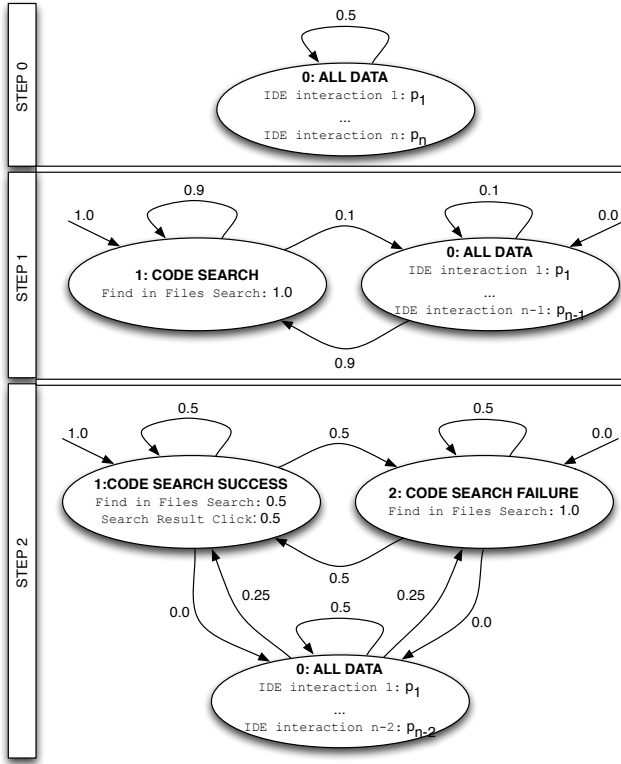 STEP 0
0.5
0: ALL DATA
IDE interaction 1: p1
...
IDE interaction n: pn
STEP 1
0.9
0.1
1.0
0.1
0.0
1: CODE SEARCH
Find in Files Search: 1.0
0: ALL DATA
IDE interaction 1: p1
...
IDE interaction n-1: pn-1
0.9
STEP 2
0.5
0.5
1.0
0.5
0.0
1:CODE SEARCH SUCCESS
Find in Files Search: 0.5
Search Result Click: 0.5
2: CODE SEARCH FAILURE
Find in Files Search: 1.0
0.5
0.0
0.25
0.5
0.25
0.0
0: ALL DATA
IDE interaction 1: p1
...
IDE interaction n-2: pn-2